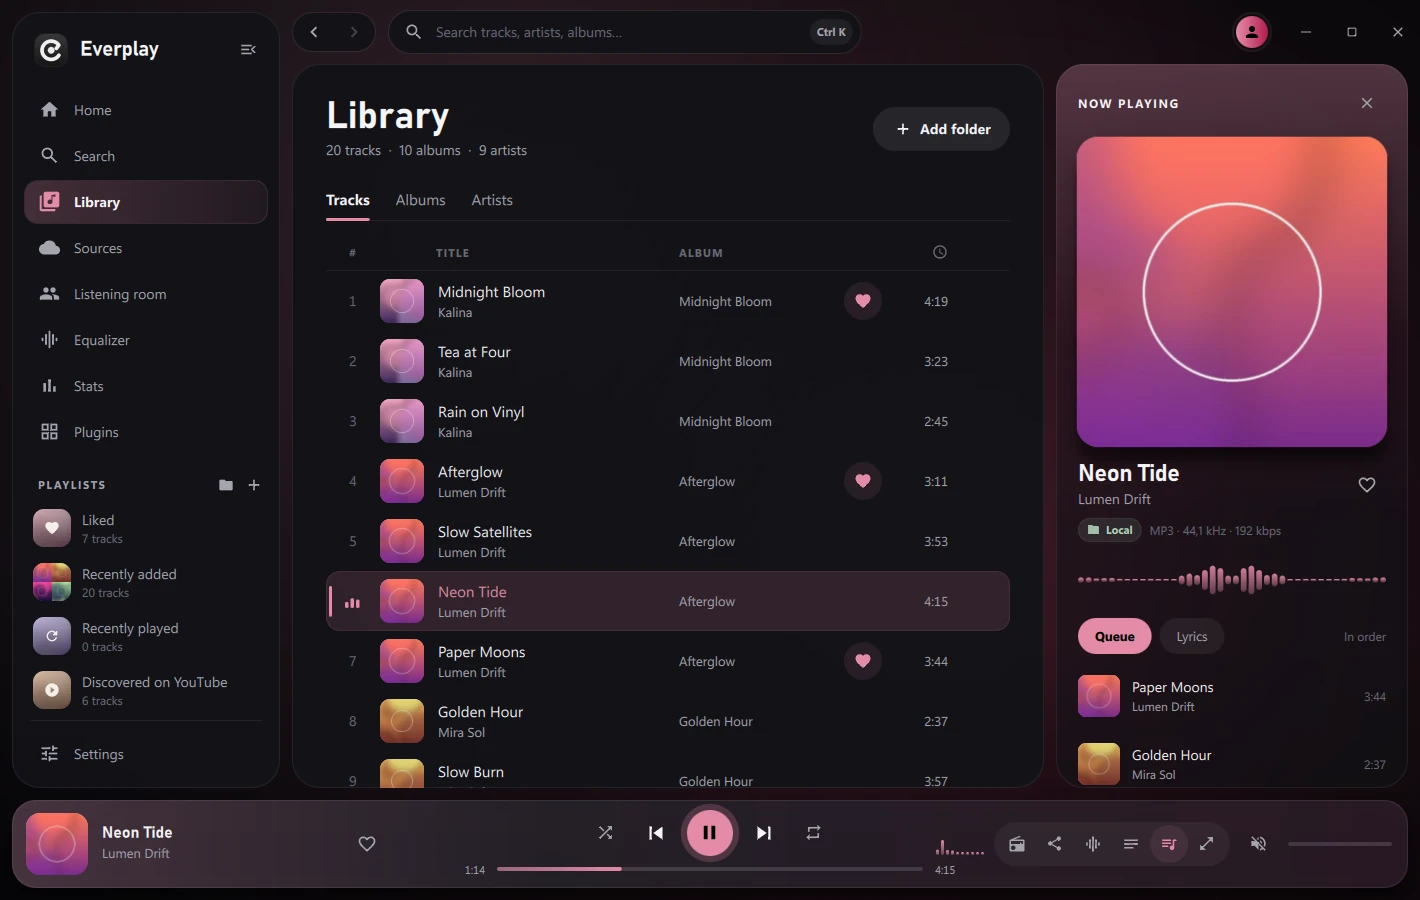 Everplay
Search tracks, artists, albums...
Ctrl K
Home
Search
Library
Sources
Listening room
Equalizer
Stats
Plugins
PLAYLISTS
Liked
7 tracks
Recently added
20 tracks
Recently played
0 tracks
Discovered on YouTube
6 tracks
Settings
Library
20 tracks · 10 albums · 9 artists
Add folder
Tracks Albums Artists
# TITLE ALBUM
1 Midnight Bloom Midnight Bloom 4:19
Kalina
2 Tea at Four Midnight Bloom 3:23
Kalina
3 Rain on Vinyl Midnight Bloom 2:45
Kalina
4 Afterglow Afterglow 3:11
Lumen Drift
5 Slow Satellites Afterglow 3:53
Lumen Drift
Neon Tide Afterglow 4:15
Lumen Drift
7 Paper Moons Afterglow 3:44
Lumen Drift
8 Golden Hour Golden Hour 2:37
Mira Sol
9 Slow Burn Golden Hour 3:57
NOW PLAYING
Neon Tide
Lumen Drift
Local MP3 · 44,1 kHz · 192 kbps
Queue Lyrics In order
Paper Moons 3:44
Lumen Drift
Golden Hour 2:37
Mira Sol
Neon Tide
Lumen Drift
1:14 4:15